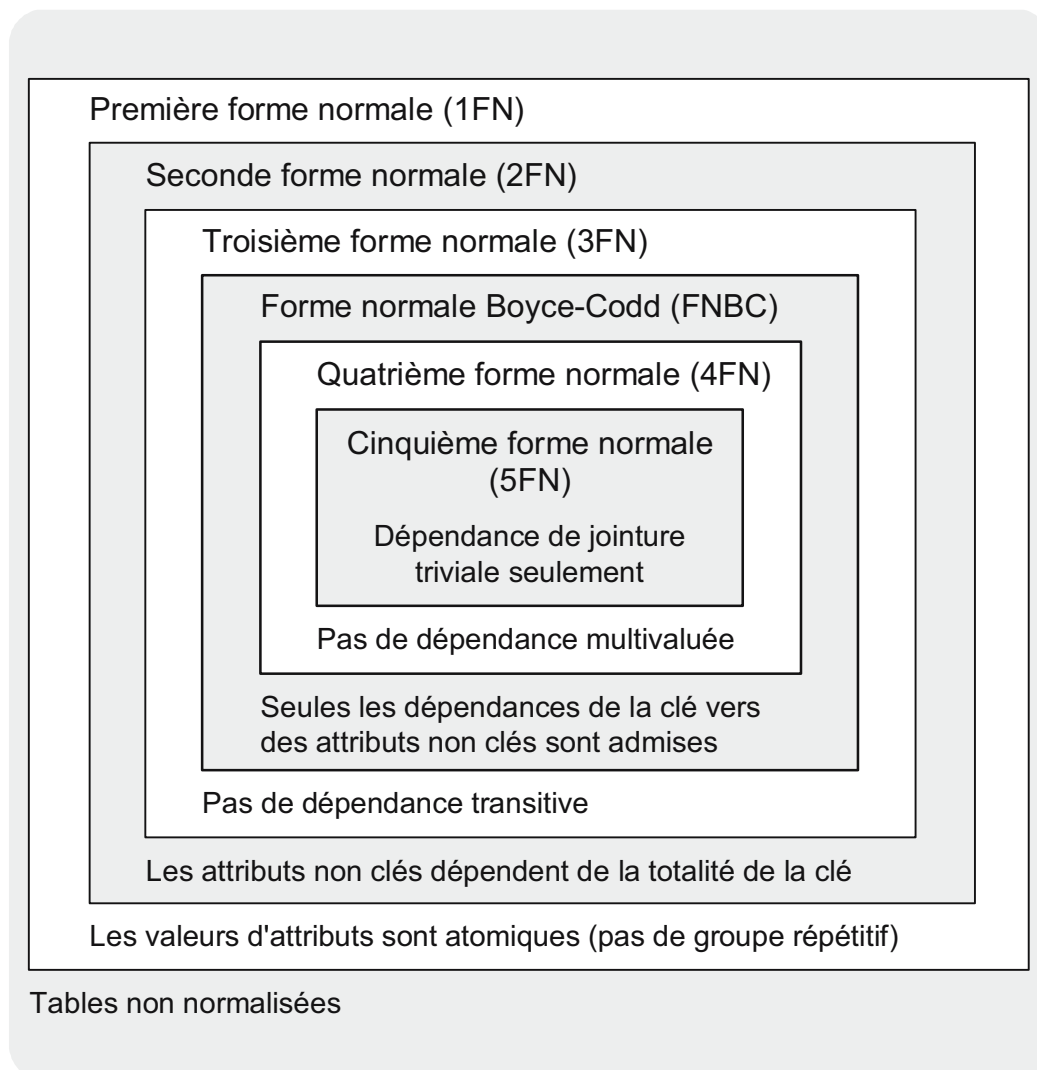 Première forme normale (1FN)
Seconde forme normale (2FN)
Troisième forme normale (3FN)
Forme normale Boyce-Codd (FNBC)
Quatrième forme normale (4FN)
Cinquième forme normale
(5FN)
Dépendance de jointure
triviale seulement
Pas de dépendance multivaluée
Seules les dépendances de la clé vers
des attributs non clés sont admises
Pas de dépendance transitive
Les attributs non clés dépendent de la totalité de la clé
Les valeurs d'attributs sont atomiques (pas de groupe répétitif)
Tables non normalisées